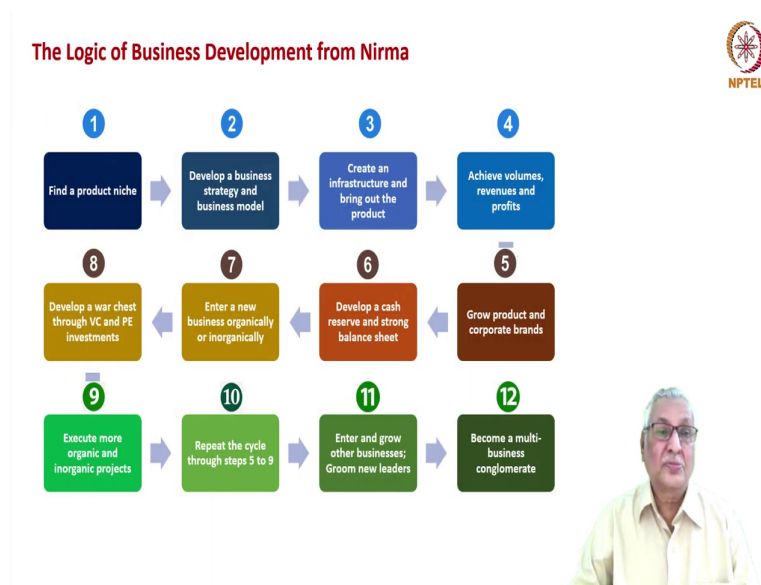 The Logic of Business Development from Nirma
NPTEL
1
2
3
4
Find a product niche
Develop a business
strategy and
business model
Create an
infrastructure and
bring out the
product
Achieve volumes,
revenues and
profits
8
7
6
5
Develop a war chest
through VC and PE
investments
Enter a new
business organically
or inorganically
Develop a cash
reserve and strong
balance sheet
Grow product and
corporate brands
9
10
11
12
Execute more
organic and
inorganic projects
Repeat the cycle
through steps 5 to 9
Enter and grow
other businesses;
Groom new leaders
Become a multi-
business
conglomerate